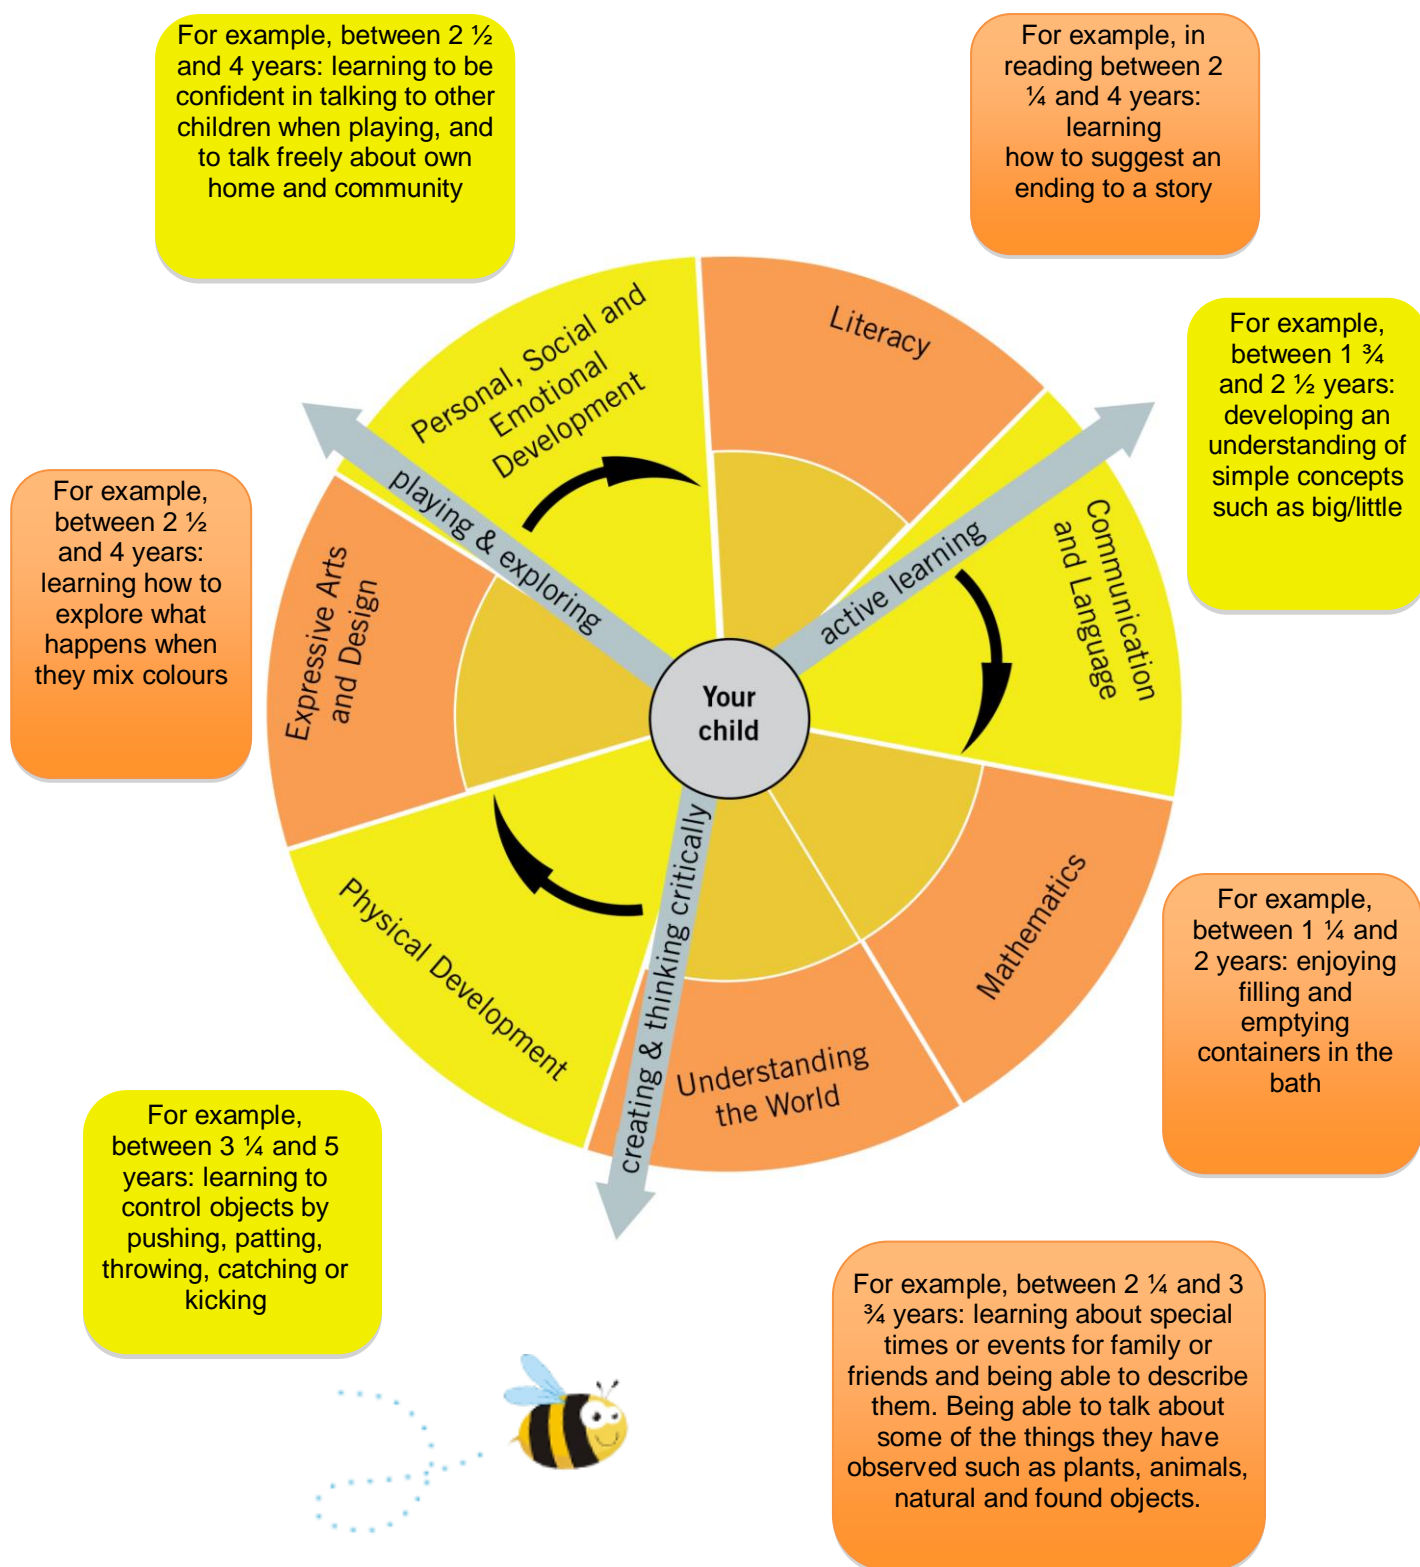 For example, between 2 ½
and 4 years: learning to be
confident in talking to other
children when playing, and
to talk freely about own
home and community
For example, in
reading between 2
¼ and 4 years:
learning
how to suggest an
ending to a story
For example,
between 1 ¾
and 2 ½ years:
developing an
understanding of
simple concepts
such as big/little
For example,
between 2 ½
and 4 years:
learning how to
explore what
happens when
they mix colours
Personal, Social and
Emotional
Development
Literacy
Communication
and Language
playing & exploring
active learning
Expressive Arts
and Design
Your
child
creating & thinking critically
Physical Development
Understanding
the World
Mathematics
For example,
between 1 ¼ and
2 years: enjoying
filling and
emptying
containers in the
bath
For example,
between 3 ¼ and 5
years: learning to
control objects by
pushing, patting,
throwing, catching or
kicking
For example, between 2 ¼ and 3
¾ years: learning about special
times or events for family or
friends and being able to describe
them. Being able to talk about
some of the things they have
observed such as plants, animals,
natural and found objects.